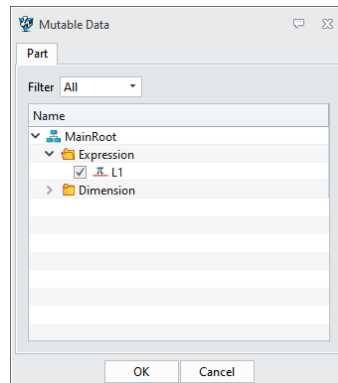 Mutable Data
Part
Filter All
Name
MainRoot
Expression
L1
Dimension
OK Cancel